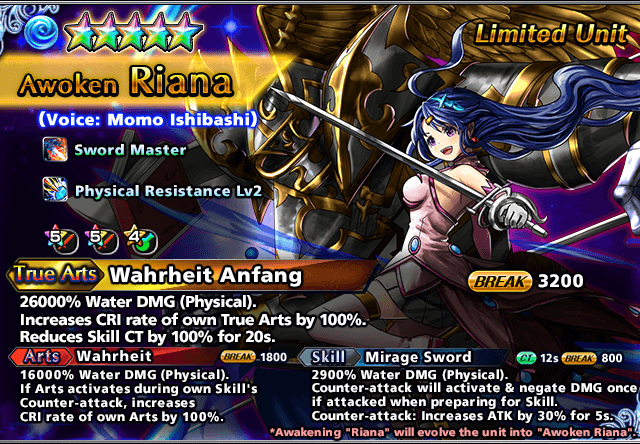 Limited Unit
Awoken Riana
(Voice: Momo Ishibashi)
Sword Master
Physical Resistance Lv2
5 5 4
True Arts Wahrheit Anfang BREAK 3200
26000% Water DMG (Physical).
Increases CRI rate of own True Arts by 100%.
Reduces Skill CT by 100% for 20s.
Arts Wahrheit BREAK 1800
16000% Water DMG (Physical).
If Arts activates during own Skill's
Counter-attack, increases
CRI rate of own Arts by 100%.
Skill Mirage Sword CT 12s BREAK 800
2900% Water DMG (Physical).
Counter-attack will activate & negate DMG once
if attacked when preparing for Skill.
Counter-attack: Increases ATK by 30% for 5s.
*Awakening "Riana" will evolve the unit into "Awoken Riana".